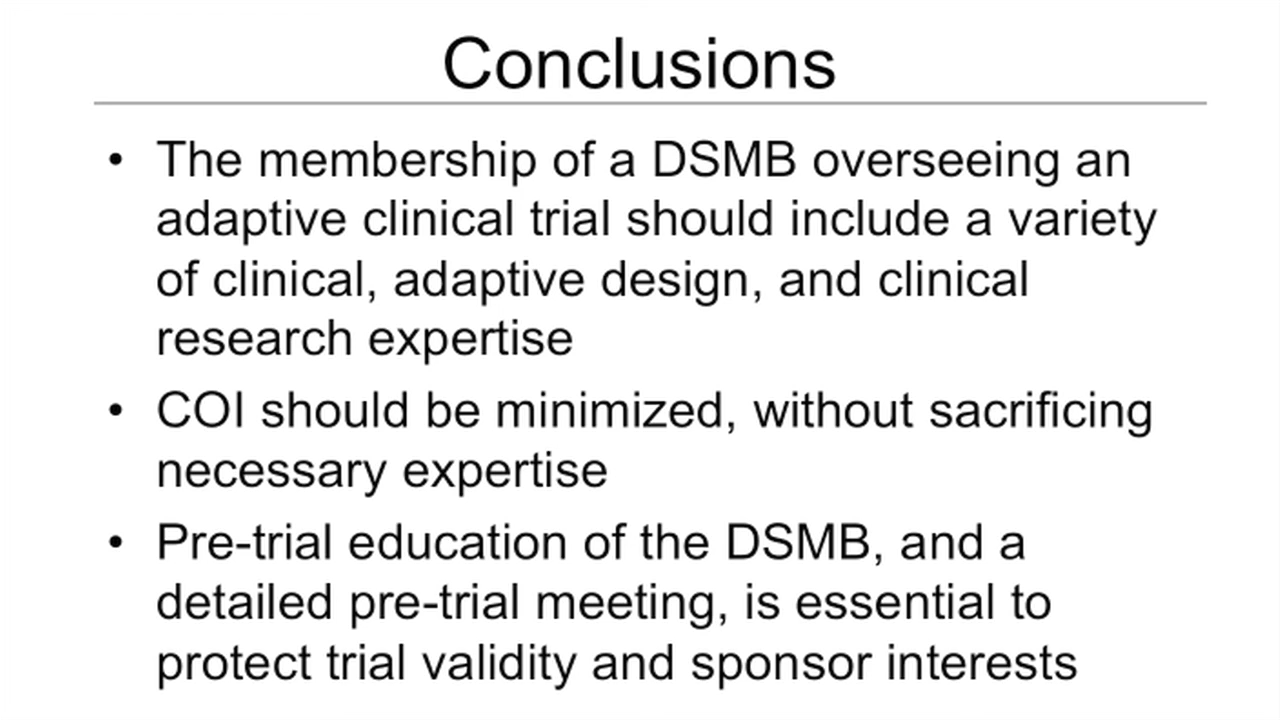 Conclusions
• The membership of a DSMB overseeing an
adaptive clinical trial should include a variety
of clinical, adaptive design, and clinical
research expertise
• COI should be minimized, without sacrificing
necessary expertise
• Pre-trial education of the DSMB, and a
detailed pre-trial meeting, is essential to
protect trial validity and sponsor interests